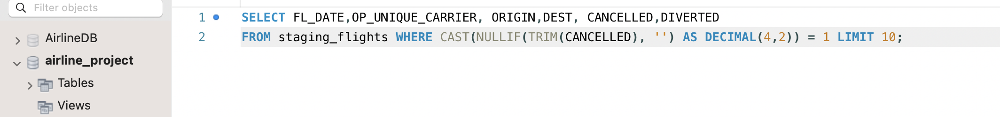 Filter objects
AirlineDB
airline_project
Tables
Views
1 SELECT FL_DATE,OP_UNIQUE_CARRIER, ORIGIN,DEST, CANCELLED,DIVERTED
2 FROM staging_flights WHERE CAST(NULLIF(TRIM(CANCELLED), '') AS DECIMAL(4,2)) = 1 LIMIT 10;